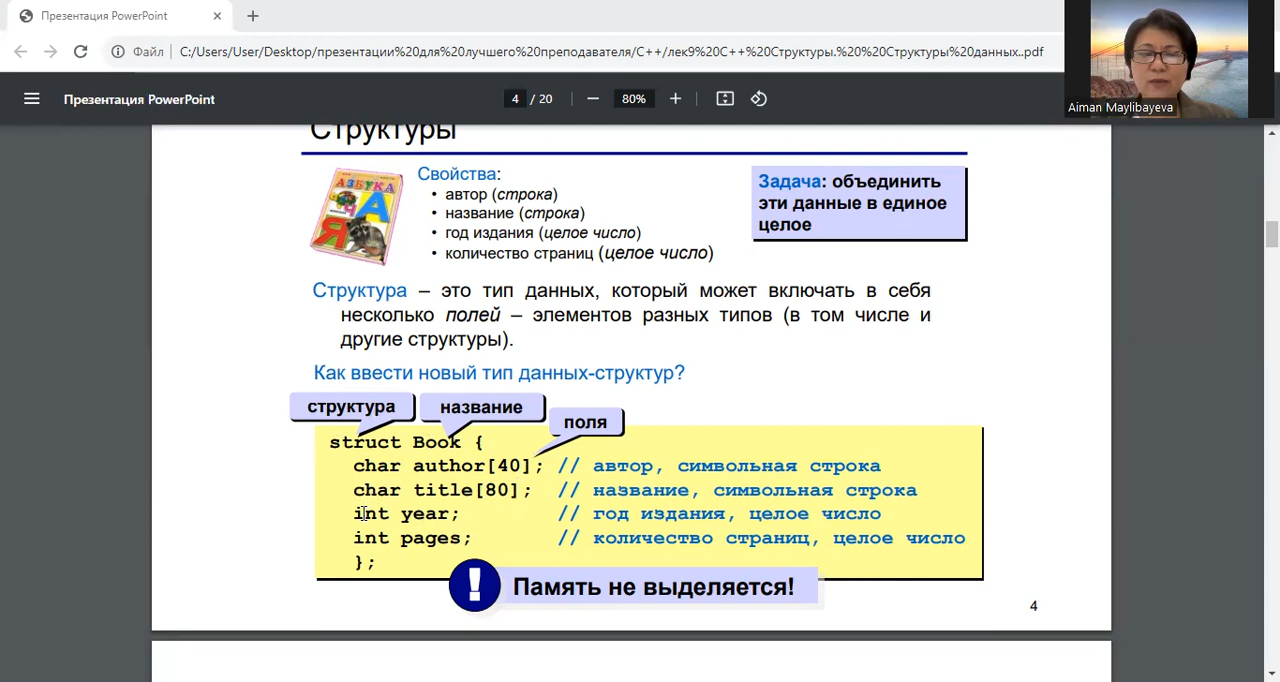 Презентация PowerPoint
Файл
C:/Users/User/Desktop/презентации%20для%20лучшего%20преподавателя/C++/лек9%20C++%20Структуры.%20%20Структуры%20данных..pdf
Aiman Maylibayeva
Презентация PowerPoint
4 / 20
80%
Структуры
АЗБУКА
А
Ч
Я
Свойства:
• автор (строка)
• название (строка)
• год издания (целое число)
• количество страниц (целое число)
Задача: объединить
эти данные в единое
целое
Структура – это тип данных, который может включать в себя
несколько полей – элементов разных типов (в том числе и
другие структуры).
Как ввести новый тип данных-структур?
структура
название
поля
struct Book {
char author[40]; // автор, символьная строка
char title[80]; // название, символьная строка
int year; // год издания, целое число
int pages; // количество страниц, целое число
};
! Память не выделяется!
4